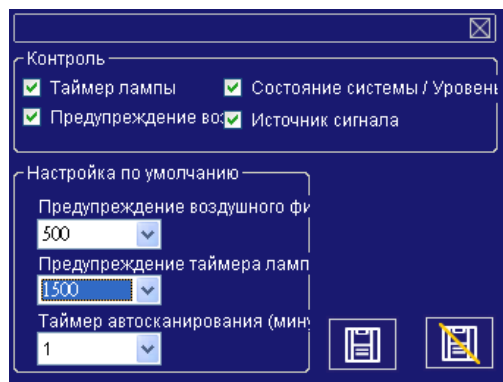 Контроль
Таймер лампы
Состояние системы / Уровень
Предупреждение воз
Источник сигнала
Настройка по умолчанию
Предупреждение воздушного фи
500
Предупреждение таймера ламп
1500
Таймер автосканирования (мин
1